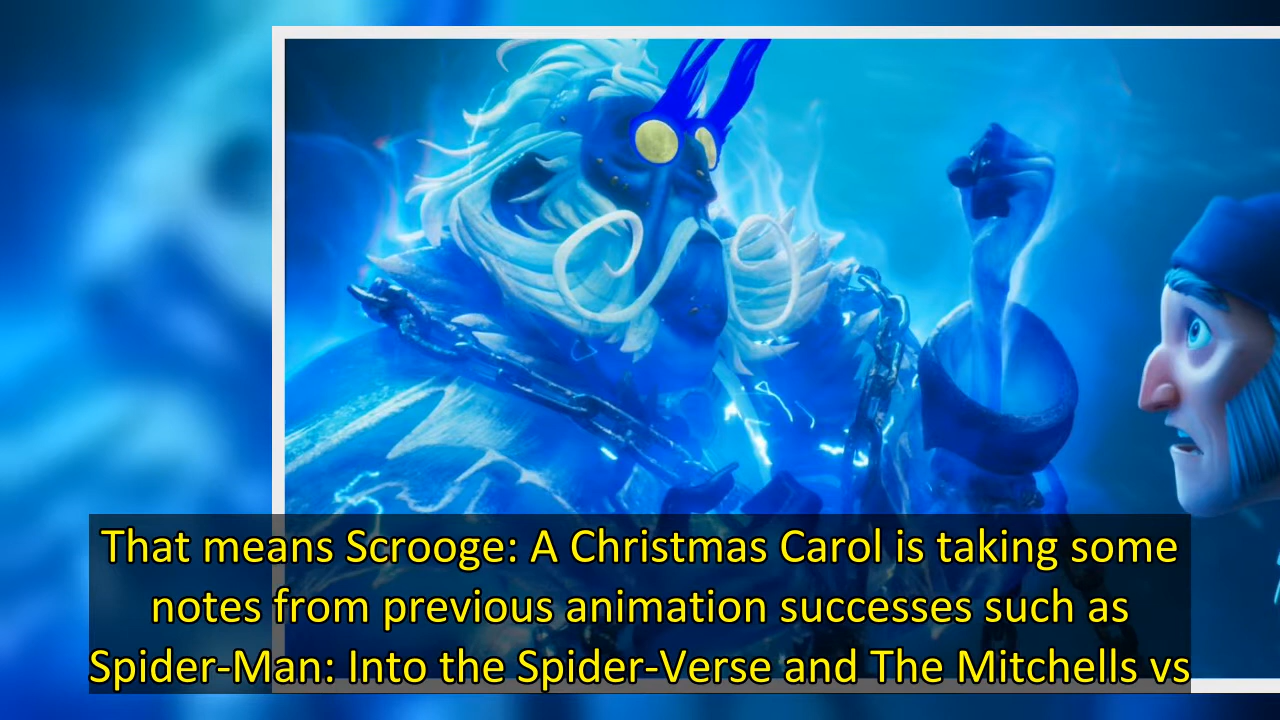 That means Scrooge: A Christmas Carol is taking some
notes from previous animation successes such as
Spider-Man: Into the Spider-Verse and The Mitchells vs